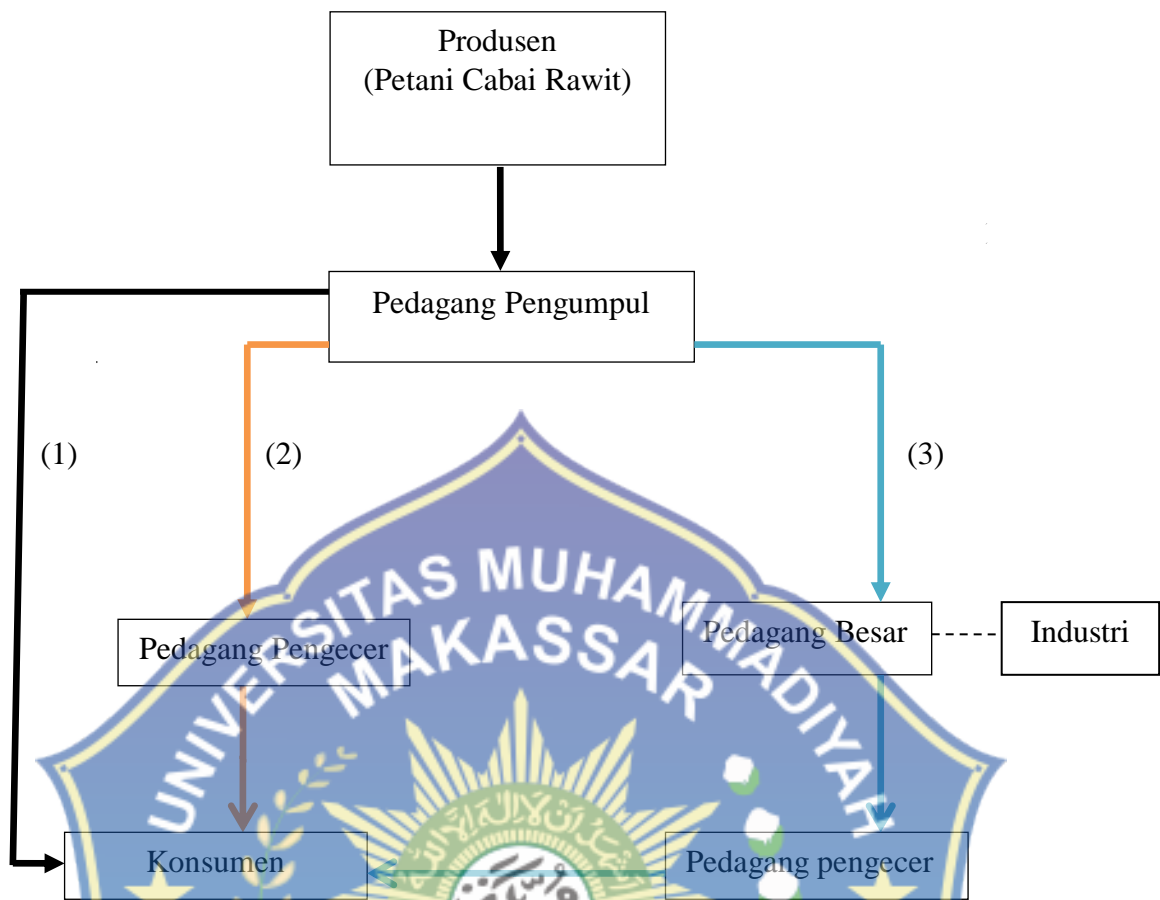 Produsen
(Petani Cabai Rawit)
Pedagang Pengumpul
(1)
(2)
(3)
UNIVERSITAS MUHAMMADIYAH
MAKASSAR
Pedagang Pengecer
Pedagang Besar
Industri
Konsumen
Pedagang pengecer